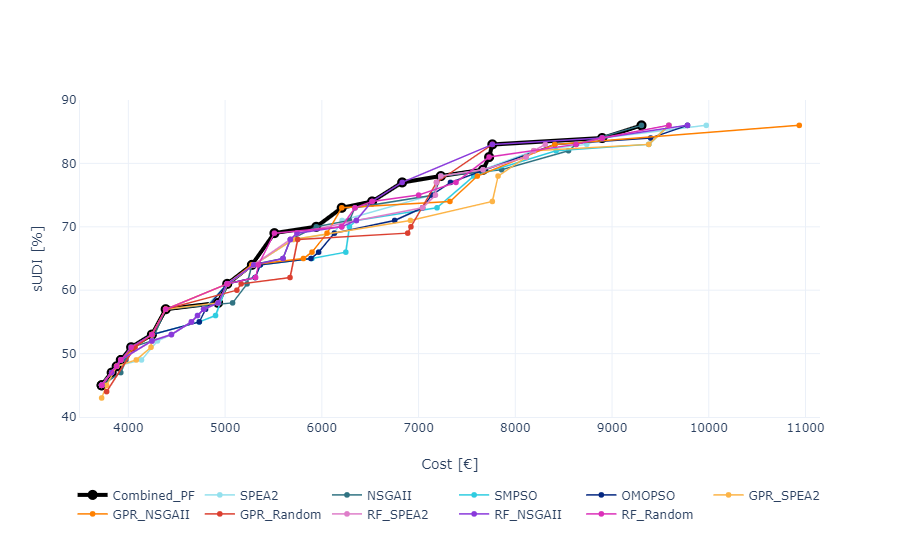 90
80
70
60
50
40
sUDI [%]
4000 5000 6000 7000 8000 9000 10000 11000
Cost [€]
Combined_PF SPEA2 NSGAII SMPSO OMOPSO GPR_SPEA2
GPR_NSGAII GPR_Random RF_SPEA2 RF_NSGAII RF_Random